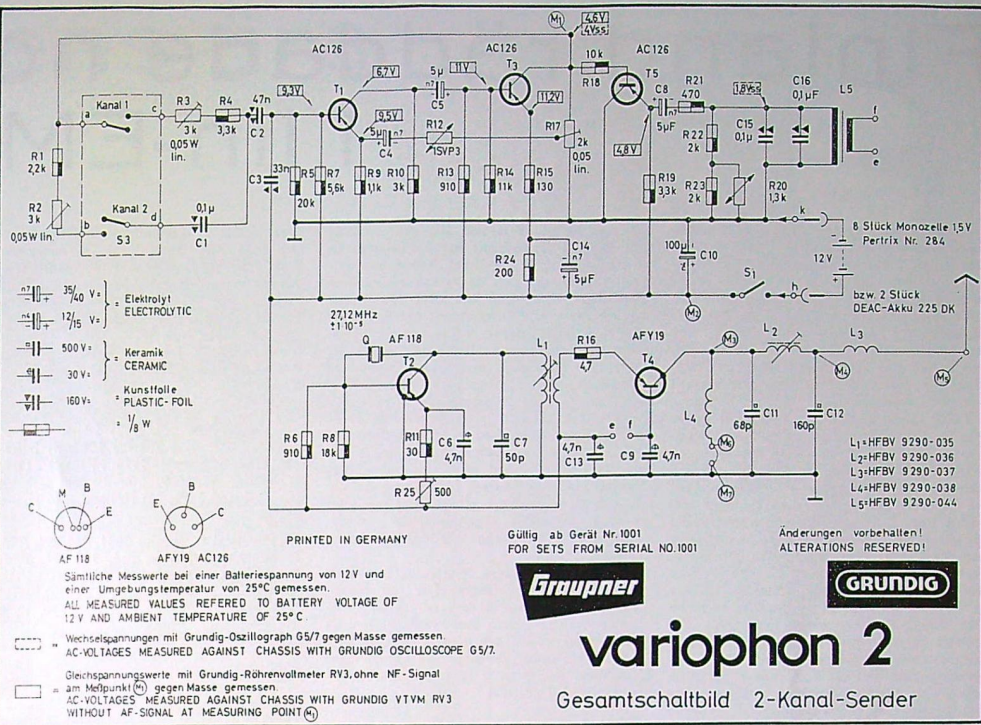 M1
4,6V
4Vss
AC126
AC126
AC126
10k
R18
T1
T3
T5
9,3V
6,7V
11V
11,2V
9,5V
4,8V
1,8Vss
5µ
n7
C5
5µ
n7
C4
R12
ISVP3
Kanal 1
a
c
R3
3k
0,05W
lin.
R4
3,3k
47n
C2
R1
2,2k
R2
3k
0,05W lin.
b
Kanal 2
d
S3
0,1µ
C1
C3
33n
R5
20k
R7
5,6k
R9
1,1k
R10
3k
R13
910
R14
11k
R15
130
R17
2k
0,05
lin.
C8
n7
5µF
R21
470
R22
2k
R23
2k
R19
3,3k
R20
1,3k
C15
0,1µ
C16
0,1µF
L5
f
e
R24
200
C14
n7
5µF
100µ
C10
k
8 Stück Monozelle 1,5V
Pertrix Nr. 284
12V
S1
h
bzw. 2 Stück
DEAC-Akku 225 DK
M2
n7 35/40 V= = Elektrolyt
n4 12/15 V= ELECTROLYTIC
500 V= = Keramik
30 V= CERAMIC
160 V= = Kunstfolie
PLASTIC-FOIL
= 1/8 W
27,12 MHz
±1·10-5
Q
AF 118
T2
L1
R16
4,7
AFY19
T4
M3
L2
M4
L3
M5
R6
910
R8
18k
R11
30
C6
4,7n
C7
50p
R25
500
4,7n
C13
e
f
C9
4,7n
L4
M6
M7
C11
68p
C12
160p
L1=HFBV 9290-035
L2=HFBV 9290-036
L3=HFBV 9290-037
L4=HFBV 9290-038
L5=HFBV 9290-044
M
B
C
E
AF 118
B
E
C
AFY19 AC126
PRINTED IN GERMANY
Gültig ab Gerät Nr. 1001
FOR SETS FROM SERIAL NO. 1001
Änderungen vorbehalten!
ALTERATIONS RESERVED!
Sämtliche Messwerte bei einer Batteriespannung von 12V und
einer Umgebungstemperatur von 25°C gemessen.
ALL MEASURED VALUES REFERED TO BATTERY VOLTAGE OF
12 V AND AMBIENT TEMPERATURE OF 25° C.
= Wechselspannungen mit Grundig-Oszillograph G5/7 gegen Masse gemessen.
AC-VOLTAGES MEASURED AGAINST CHASSIS WITH GRUNDIG OSCILLOSCOPE G5/7.
Gleichspannungswerte mit Grundig-Röhrenvoltmeter RV3, ohne NF-Signal
= am Meßpunkt M1 gegen Masse gemessen.
AC-VOLTAGES MEASURED AGAINST CHASSIS WITH GRUNDIG VTVM RV3
WITHOUT AF-SIGNAL AT MEASURING POINT M1
Graupner
GRUNDIG
variophon 2
Gesamtschaltbild 2-Kanal-Sender